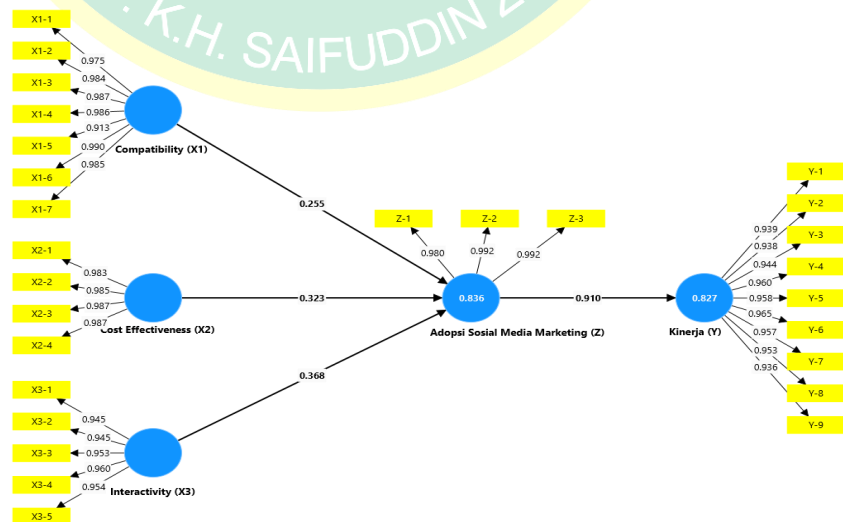 . K.H. SAIFUDDIN Z
X1-1
X1-2
X1-3
X1-4
X1-5
X1-6
X1-7
0.975
0.984
0.987
0.986
0.913
0.990
0.985
Compatibility (X1)
0.255
X2-1
X2-2
X2-3
X2-4
0.983
0.985
0.987
0.987
Cost Effectiveness (X2)
0.323
X3-1
X3-2
X3-3
X3-4
X3-5
0.945
0.945
0.953
0.960
0.954
Interactivity (X3)
0.368
Z-1
Z-2
Z-3
0.980
0.992
0.992
0.836
Adopsi Sosial Media Marketing (Z)
0.910
0.827
Kinerja (Y)
0.939
0.938
0.944
0.960
0.958
0.965
0.957
0.953
0.936
Y-1
Y-2
Y-3
Y-4
Y-5
Y-6
Y-7
Y-8
Y-9